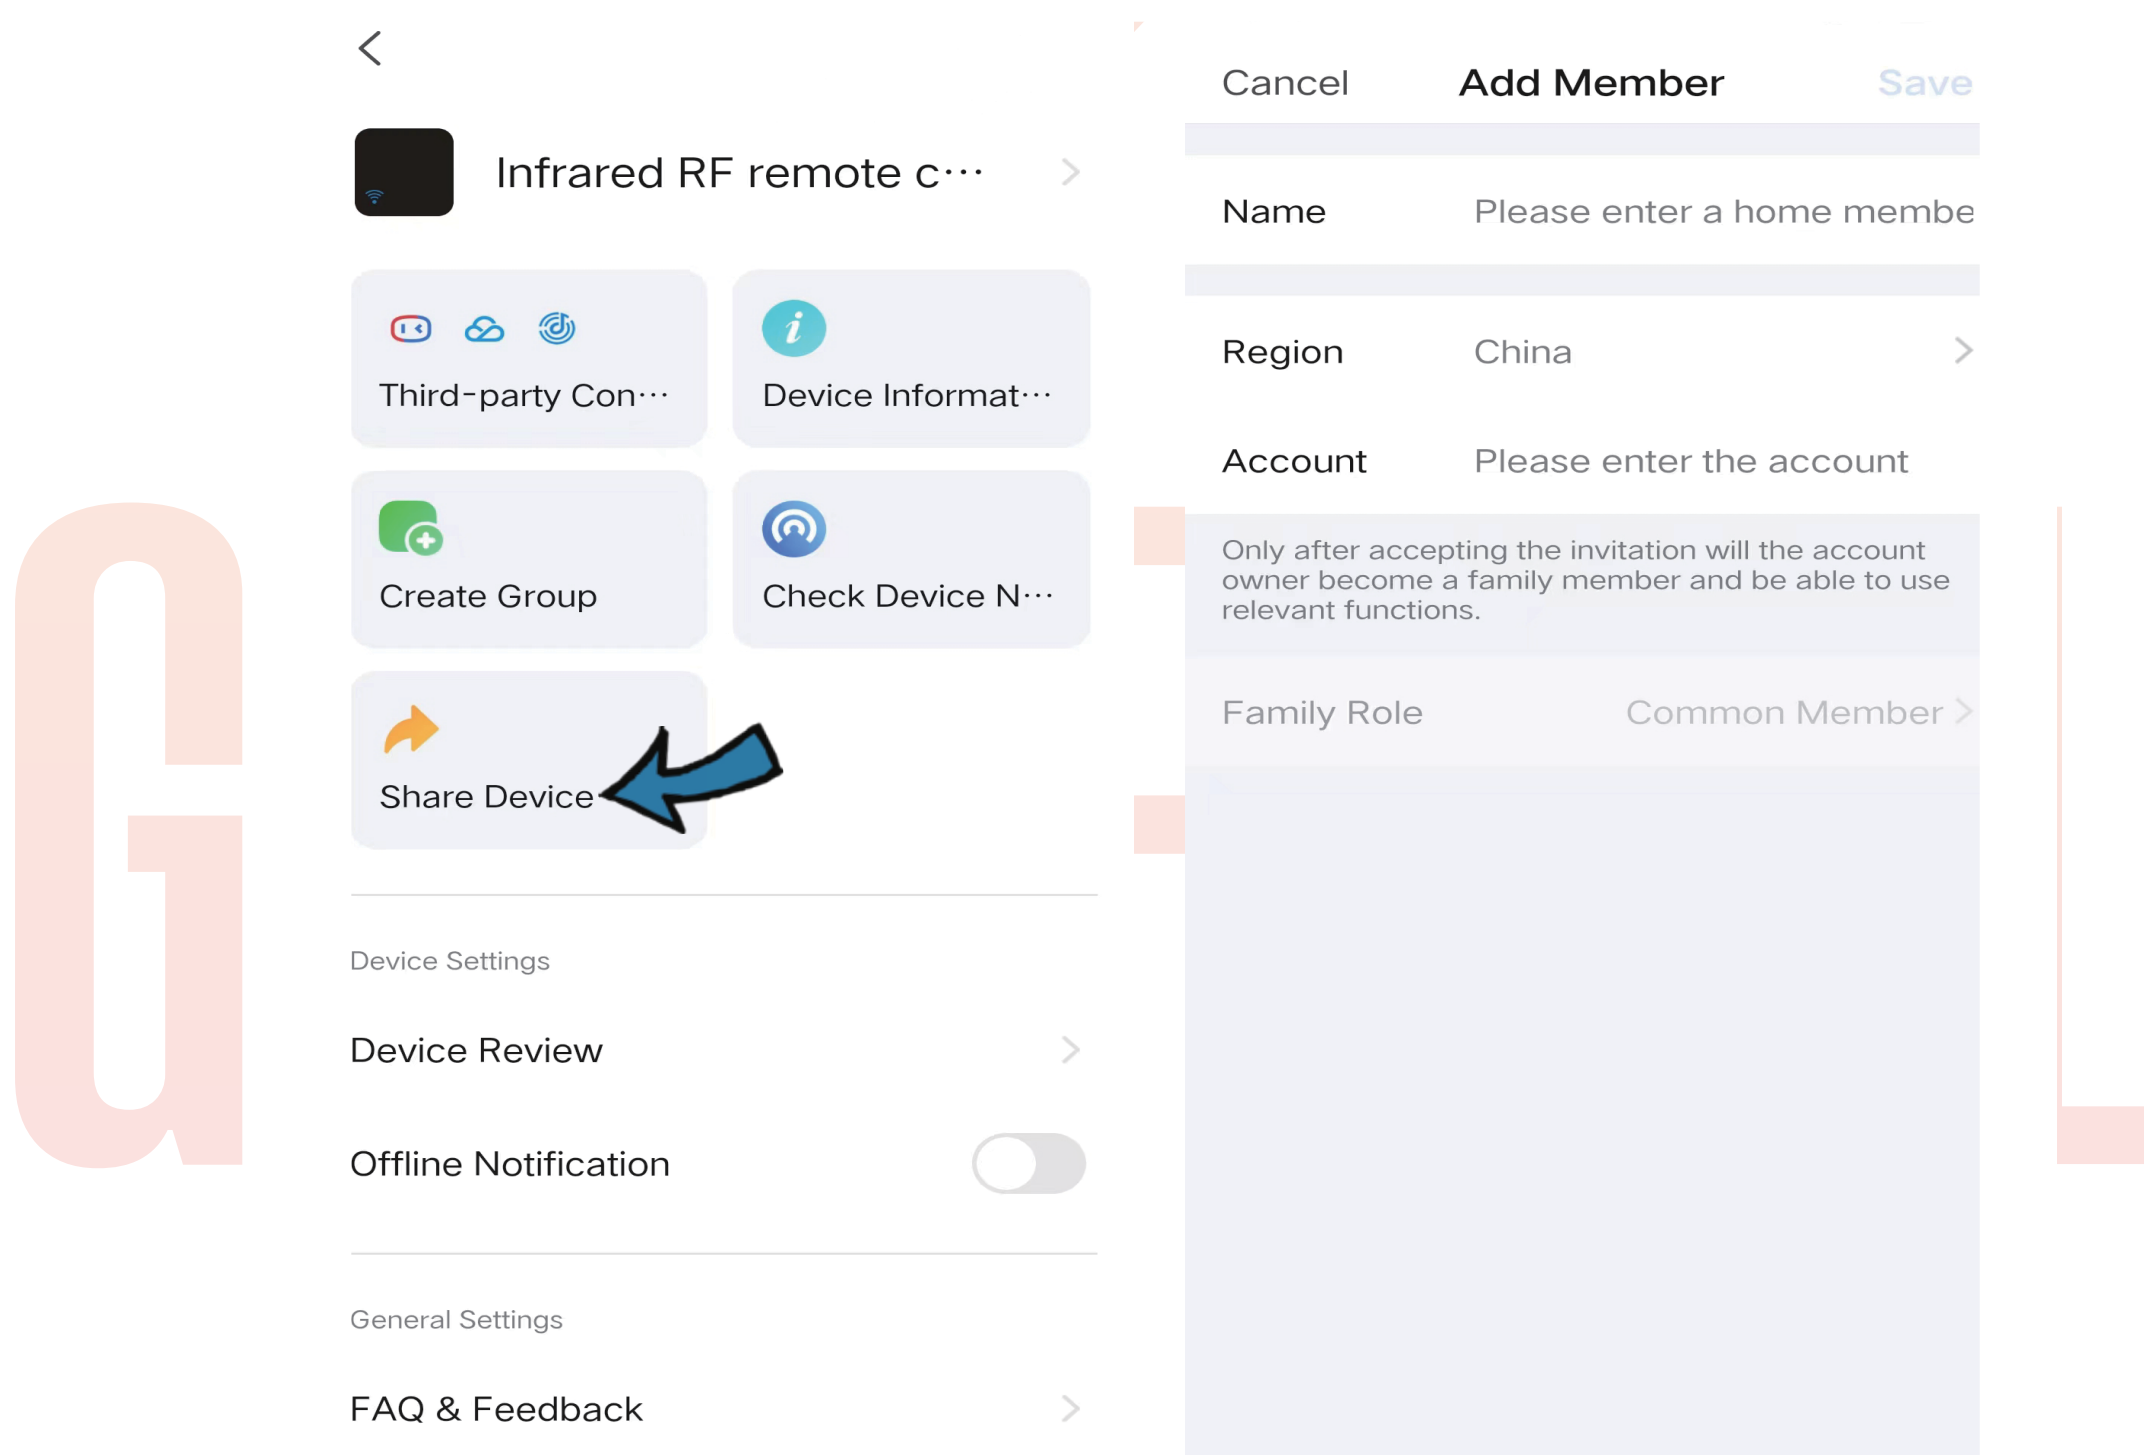 Infrared RF remote c···
Third-party Con···
Device Informat···
Create Group
Check Device N···
Share Device
Device Settings
Device Review
Offline Notification
General Settings
FAQ & Feedback
Cancel
Add Member
Save
Name
Please enter a home membe
Region
China
Account
Please enter the account
Only after accepting the invitation will the account
owner become a family member and be able to use
relevant functions.
Family Role
Common Member